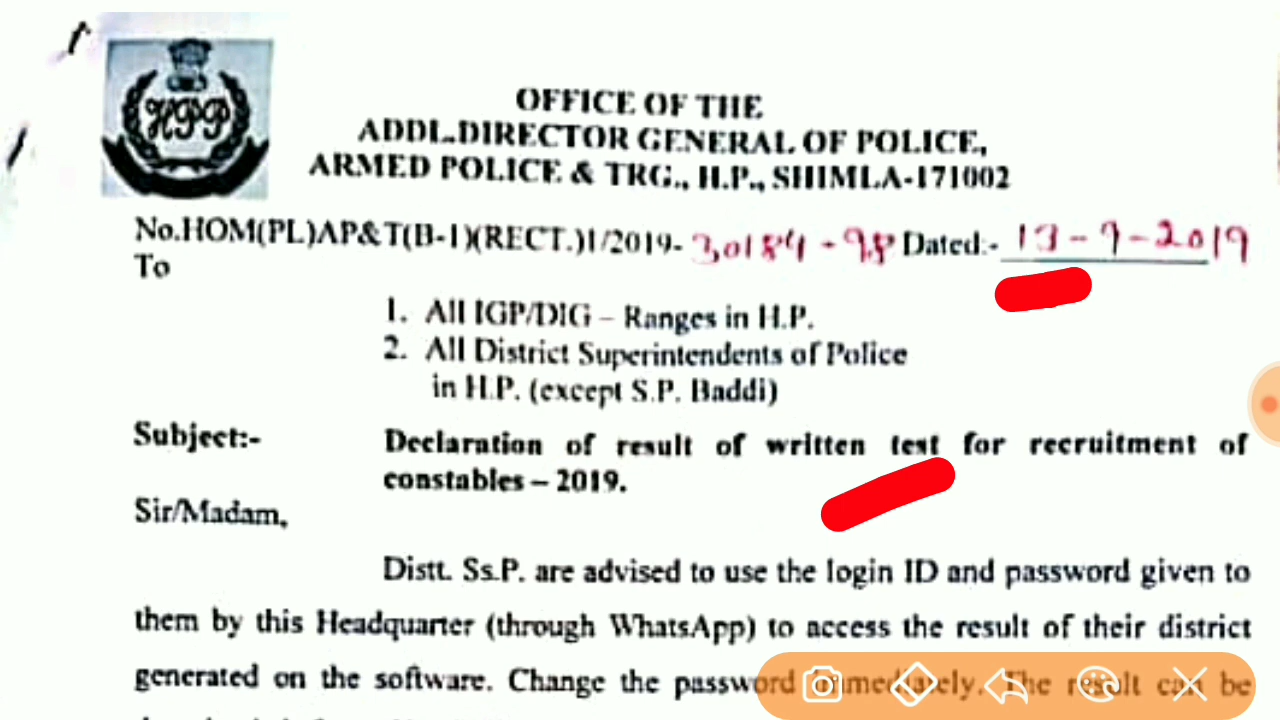 HPP
OFFICE OF THE
ADDL.DIRECTOR GENERAL OF POLICE,
ARMED POLICE & TRG., H.P., SHIMLA-171002
No.HOM(PL)AP&T(B-1)(RECT.)1/2019- 30184-98 Dated:- 13-9-2019
To
1. All IGP/DIG – Ranges in H.P.
2. All District Superintendents of Police
in H.P. (except S.P. Baddi)
Subject:- Declaration of result of written test for recruitment of
constables – 2019.
Sir/Madam,
Distt. Ss.P. are advised to use the login ID and password given to
them by this Headquarter (through WhatsApp) to access the result of their district
generated on the software. Change the password immediately. The result can be